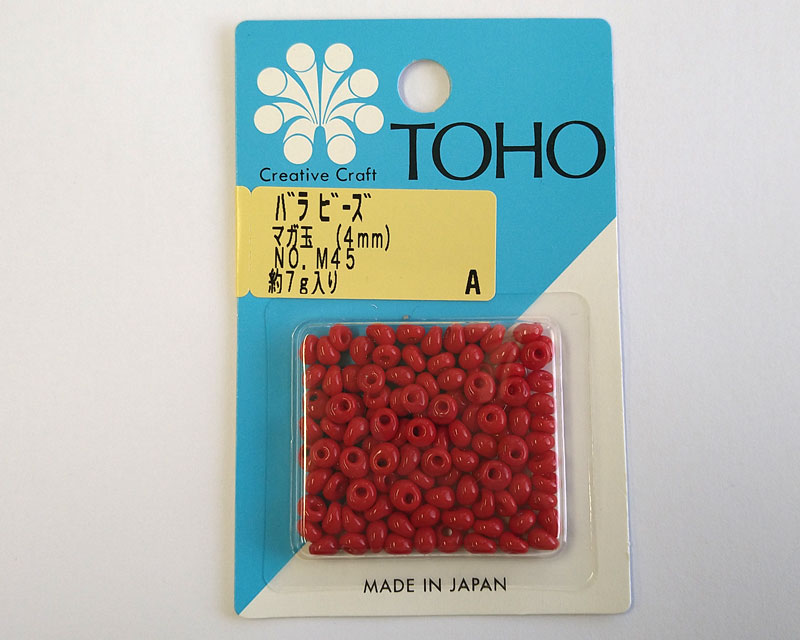 TOHO
Creative Craft
バラ ビーズ
マガ玉 (4mm)
NO. M45
約7g入り
A
MADE IN JAPAN